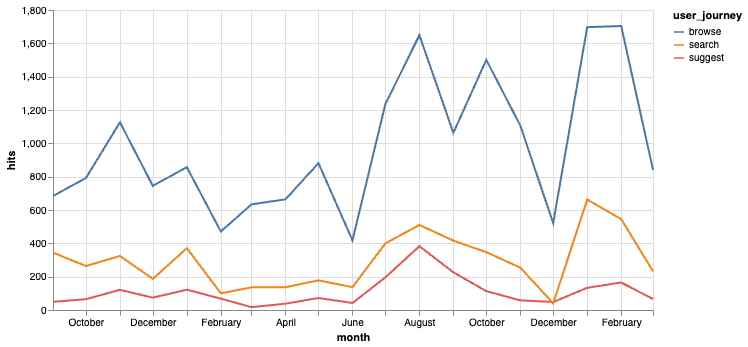 1,800
1,600
1,400
1,200
1,000
800
600
400
200
0
hits
October December February April June August October December February
month
user_journey
browse
search
suggest